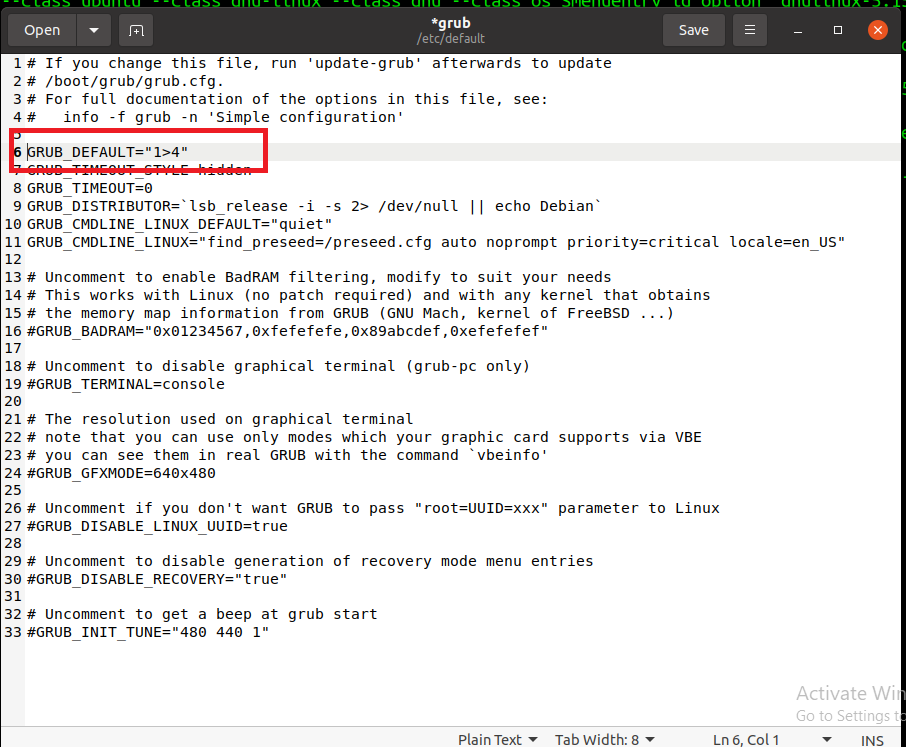 --class ubuntu --class gnu-linux --class gnu --class os $menuentry_id_option 'gnulinux-5.15
Open
*grub
/etc/default
Save
1 # If you change this file, run 'update-grub' afterwards to update
2 # /boot/grub/grub.cfg.
3 # For full documentation of the options in this file, see:
4 #   info -f grub -n 'Simple configuration'
5
6 GRUB_DEFAULT="1>4"
7 GRUB_TIMEOUT_STYLE=hidden
8 GRUB_TIMEOUT=0
9 GRUB_DISTRIBUTOR=`lsb_release -i -s 2> /dev/null || echo Debian`
10 GRUB_CMDLINE_LINUX_DEFAULT="quiet"
11 GRUB_CMDLINE_LINUX="find_preseed=/preseed.cfg auto noprompt priority=critical locale=en_US"
12
13 # Uncomment to enable BadRAM filtering, modify to suit your needs
14 # This works with Linux (no patch required) and with any kernel that obtains
15 # the memory map information from GRUB (GNU Mach, kernel of FreeBSD ...)
16 #GRUB_BADRAM="0x01234567,0xfefefefe,0x89abcdef,0xefefefef"
17
18 # Uncomment to disable graphical terminal (grub-pc only)
19 #GRUB_TERMINAL=console
20
21 # The resolution used on graphical terminal
22 # note that you can use only modes which your graphic card supports via VBE
23 # you can see them in real GRUB with the command `vbeinfo'
24 #GRUB_GFXMODE=640x480
25
26 # Uncomment if you don't want GRUB to pass "root=UUID=xxx" parameter to Linux
27 #GRUB_DISABLE_LINUX_UUID=true
28
29 # Uncomment to disable generation of recovery mode menu entries
30 #GRUB_DISABLE_RECOVERY="true"
31
32 # Uncomment to get a beep at grub start
33 #GRUB_INIT_TUNE="480 440 1"
Activate Win
Go to Settings to
Plain Text
Tab Width: 8
Ln 6, Col 1
INS